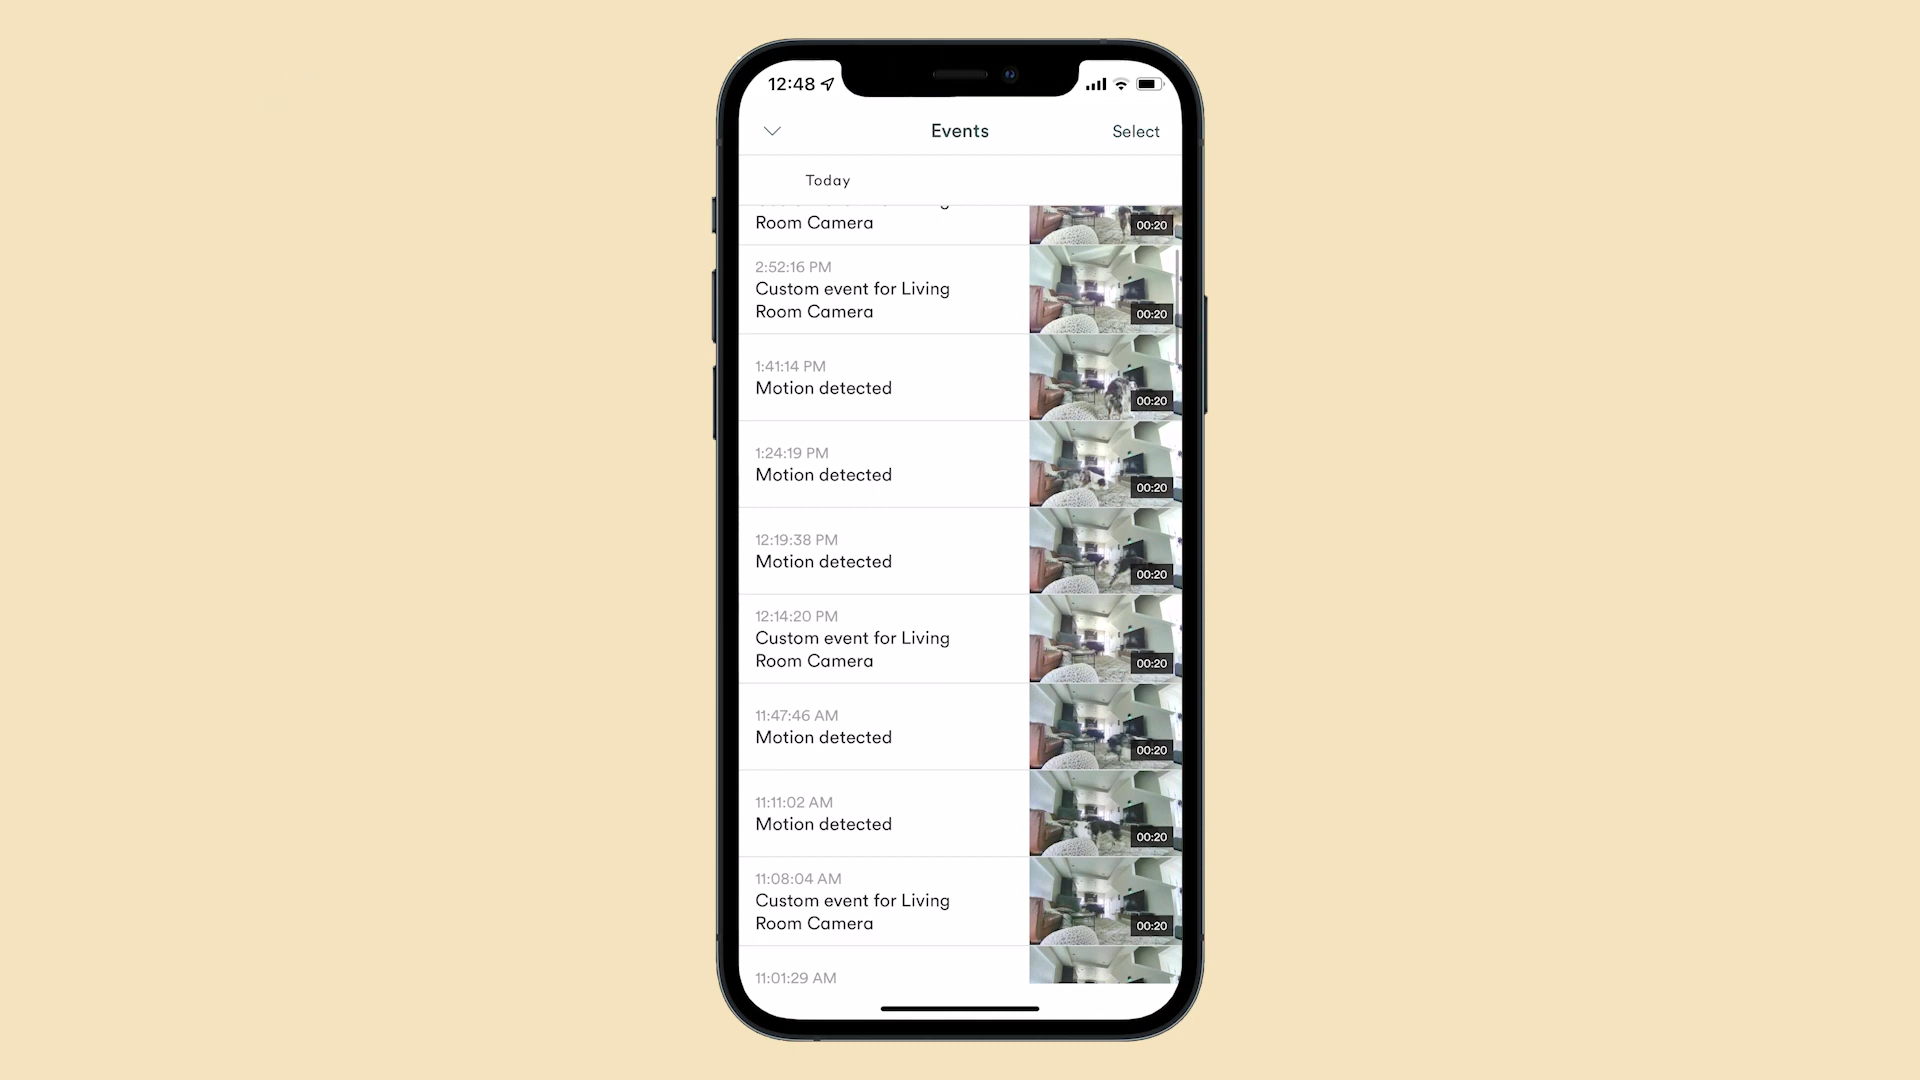 12:48
Events
Select
Today
Room Camera
00:20
2:52:16 PM
Custom event for Living
Room Camera
00:20
1:41:14 PM
Motion detected
00:20
1:24:19 PM
Motion detected
00:20
12:19:38 PM
Motion detected
00:20
12:14:20 PM
Custom event for Living
Room Camera
00:20
11:47:46 AM
Motion detected
00:20
11:11:02 AM
Motion detected
00:20
11:08:04 AM
Custom event for Living
Room Camera
00:20
11:01:29 AM